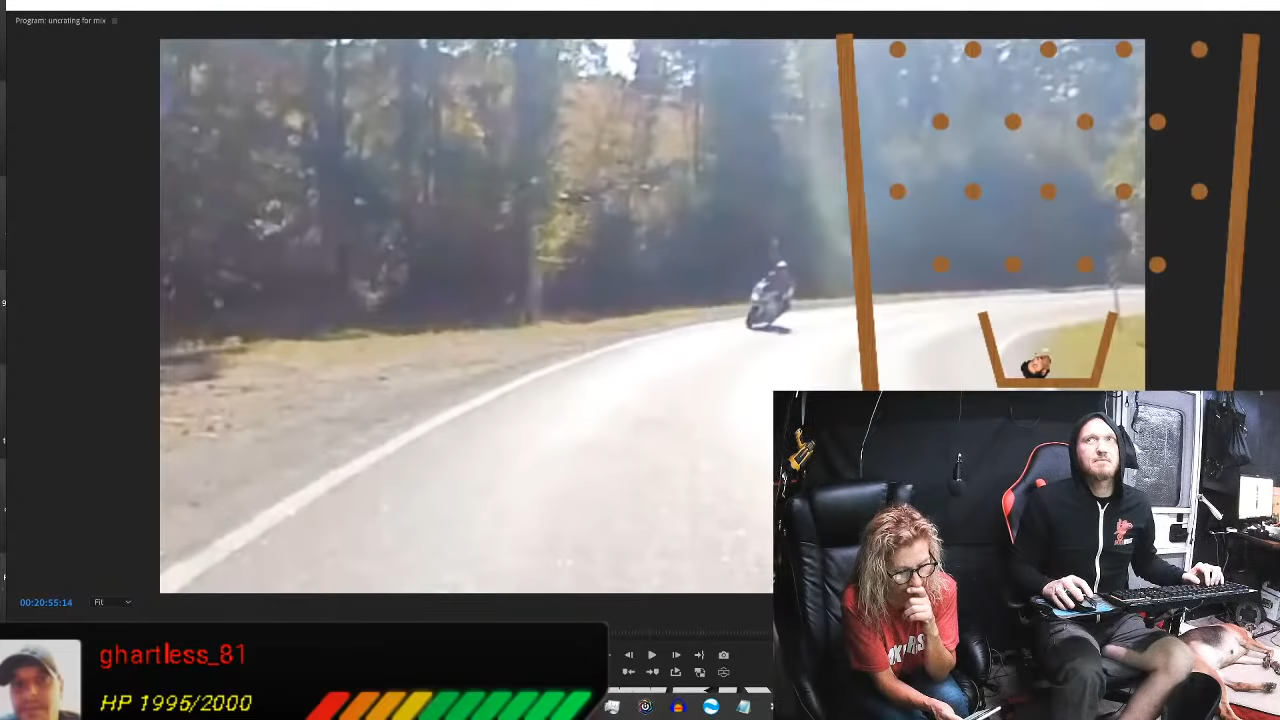 Program: uncrating for mix
00:20:55:14
Fit
ghartless_81
HP 1995/2000